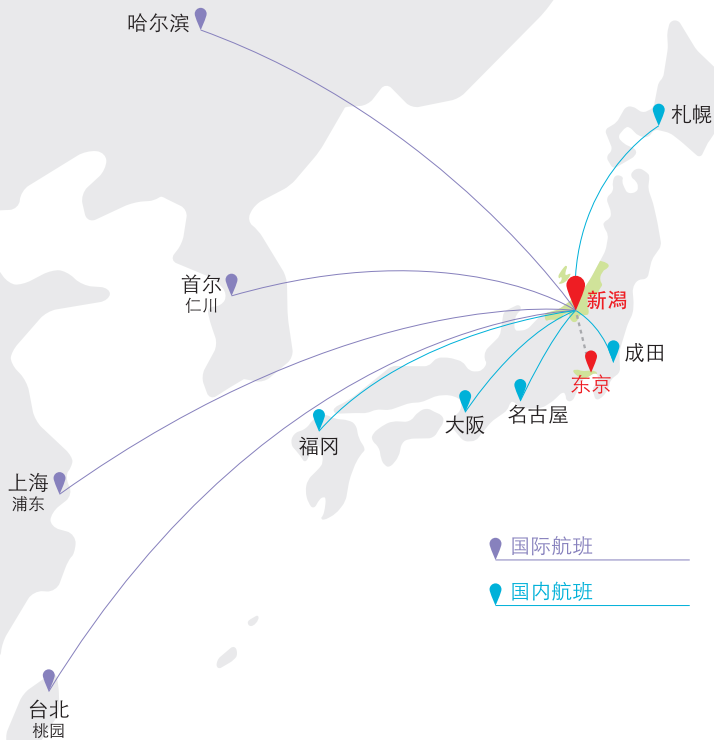 哈尔滨
札幌
首尔
仁川
新潟
成田
东京
名古屋
大阪
福冈
上海
浦东
国际航班
国内航班
台北
桃园